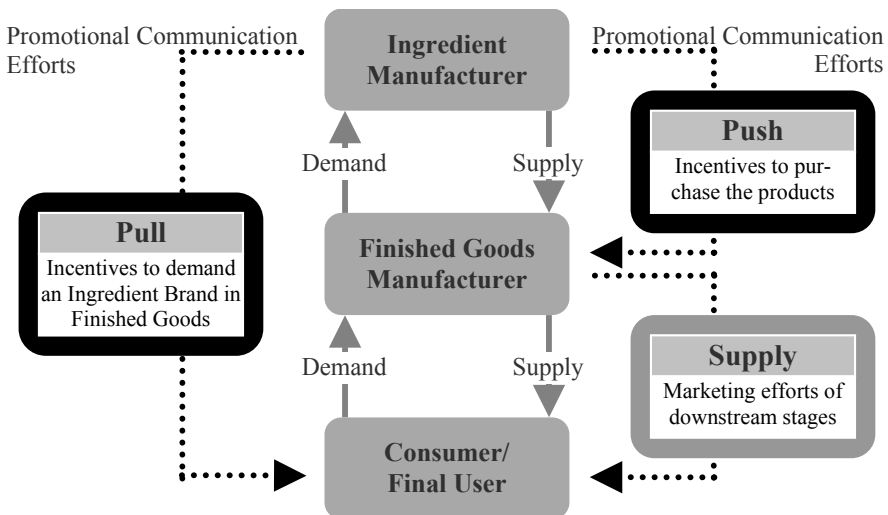 Promotional Communication
Efforts
Ingredient
Manufacturer
Promotional Communication
Efforts
Push
Incentives to pur-
chase the products
Demand
Supply
Pull
Incentives to demand
an Ingredient Brand in
Finished Goods
Finished Goods
Manufacturer
Demand
Supply
Supply
Marketing efforts of
downstream stages
Consumer/
Final User